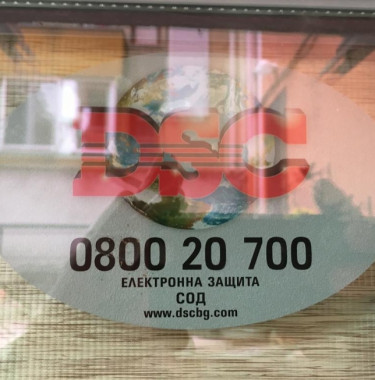 DSC
0800 20 700
ЕЛЕКТРОННА ЗАЩИТА
СОД
www.dscbg.com